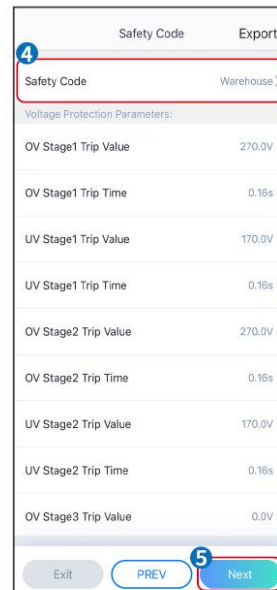 Safety Code Export
4
Safety Code Warehouse
Voltage Protection Parameters:
OV Stage1 Trip Value 270.0V
OV Stage1 Trip Time 0.16s
UV Stage1 Trip Value 170.0V
UV Stage1 Trip Time 0.16s
OV Stage2 Trip Value 270.0V
OV Stage2 Trip Time 0.16s
UV Stage2 Trip Value 170.0V
UV Stage2 Trip Time 0.16s
OV Stage3 Trip Value 0.0V
5
Exit PREV Next